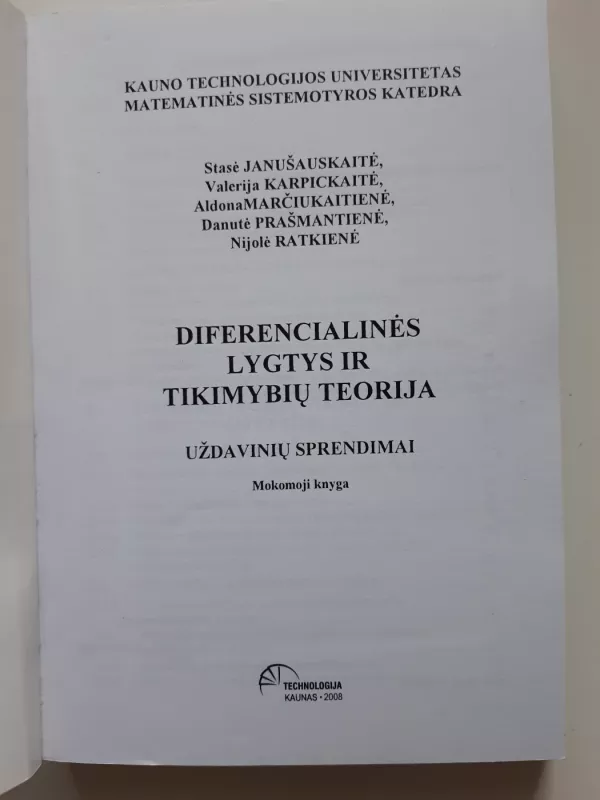 KAUNO TECHNOLOGIJOS UNIVERSITETAS
MATEMATINĖS SISTEMOTYROS KATEDRA
Stasė JANUŠAUSKAITĖ,
Valerija KARPICKAITĖ,
AldonaMARČIUKAITIENĖ,
Danutė PRAŠMANTIENĖ,
Nijolė RATKIENĖ
DIFERENCIALINĖS
LYGTYS IR
TIKIMYBIŲ TEORIJA
UŽDAVINIŲ SPRENDIMAI
Mokomoji knyga
TECHNOLOGIJA
KAUNAS • 2008